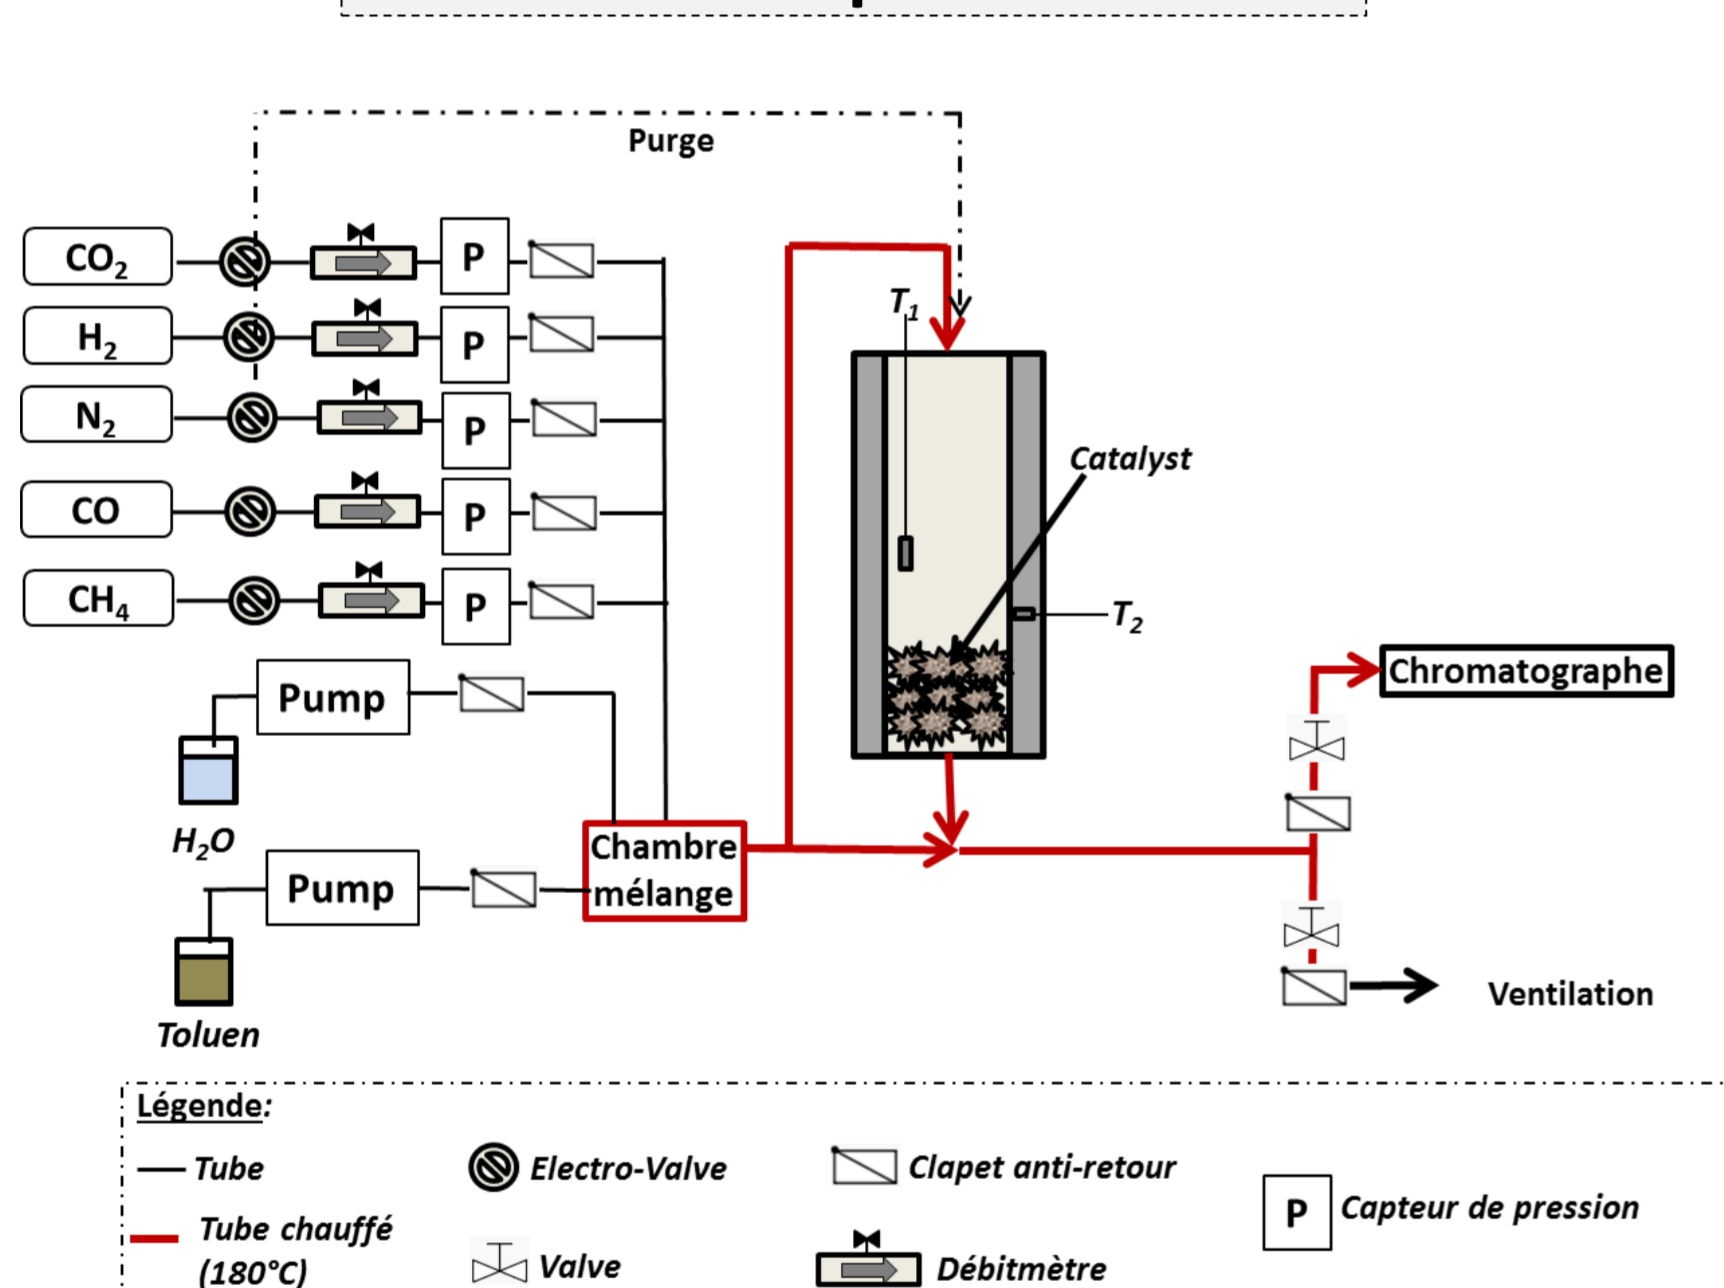 Purge
CO2
P
H2
P
N2
P
CO
P
CH4
P
T1
Catalyst
T2
Pump
H2O
Pump
Toluen
Chambre
mélange
Chromatographe
Ventilation
Légende:
Tube
Electro-Valve
Clapet anti-retour
P
Capteur de pression
Tube chauffé
(180°C)
Valve
Débitmètre